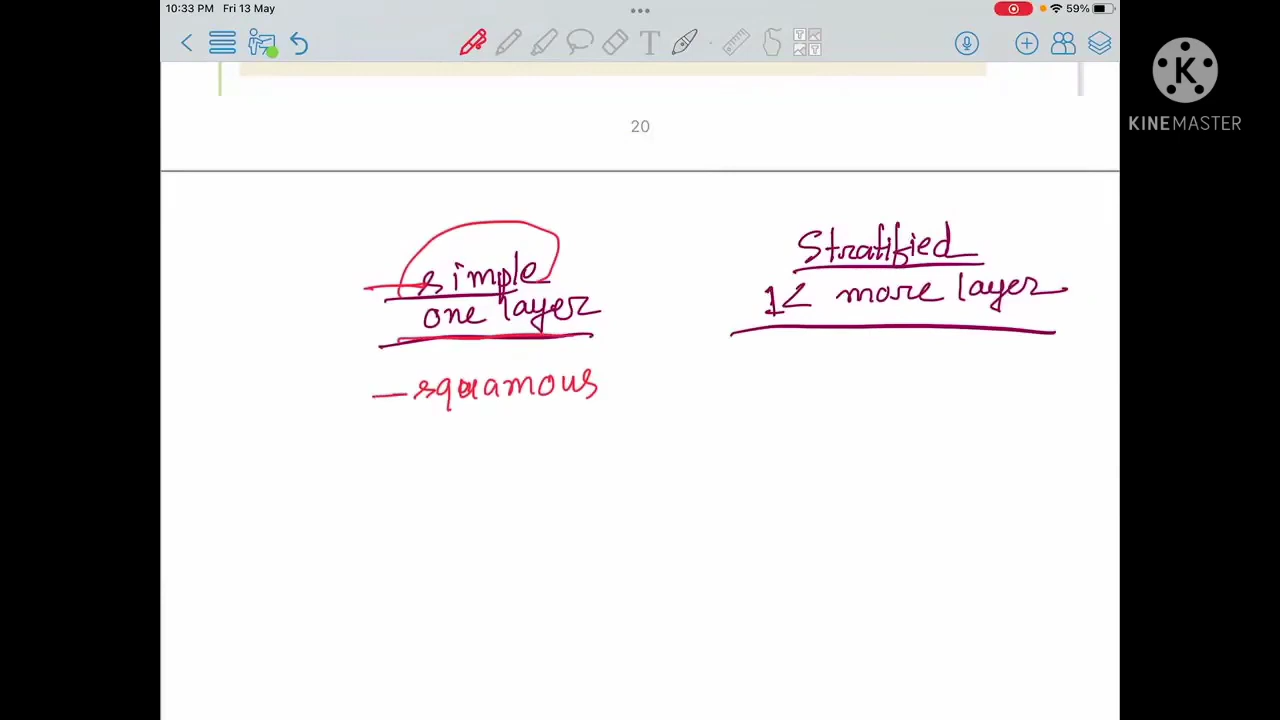 10:33 PM Fri 13 May
59%
K
KINEMASTER
20
simple
one layer
— squamous
Stratified
1< more layer